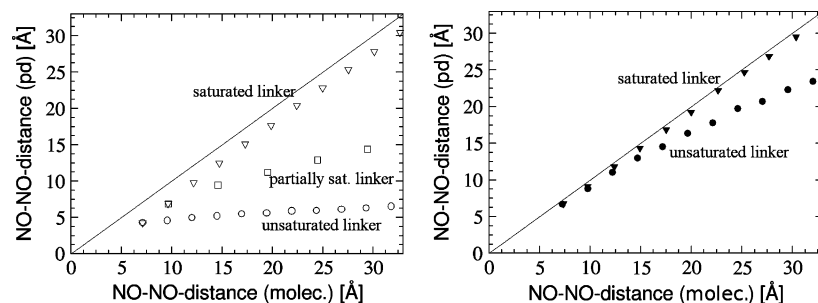 NO-NO-distance (pd) [Å]
30
25
20
15
10
5
0
saturated linker
partially sat. linker
unsaturated linker
0 5 10 15 20 25 30
NO-NO-distance (molec.) [Å]
NO-NO-distance (pd) [Å]
30
25
20
15
10
5
0
saturated linker
unsaturated linker
0 5 10 15 20 25 30
NO-NO-distance (molec.) [Å]